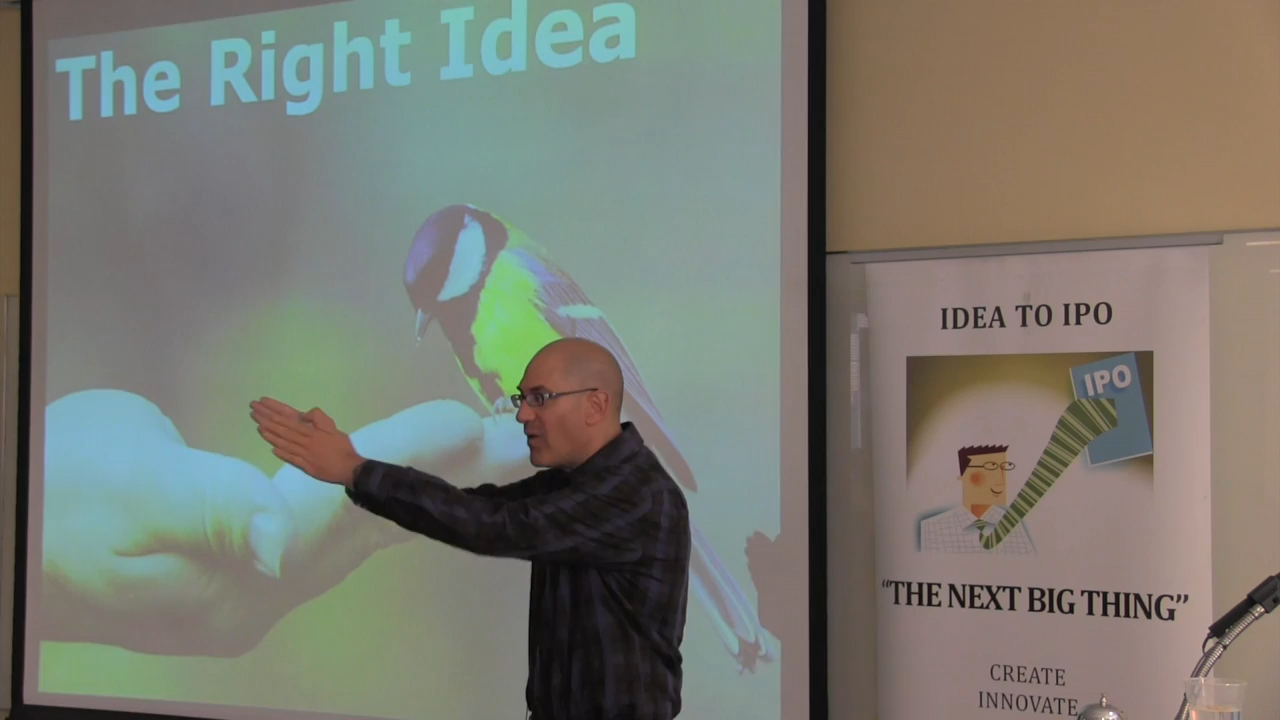 The Right Idea
IDEA TO IPO
IPO
“THE NEXT BIG THING”
CREATE
INNOVATE